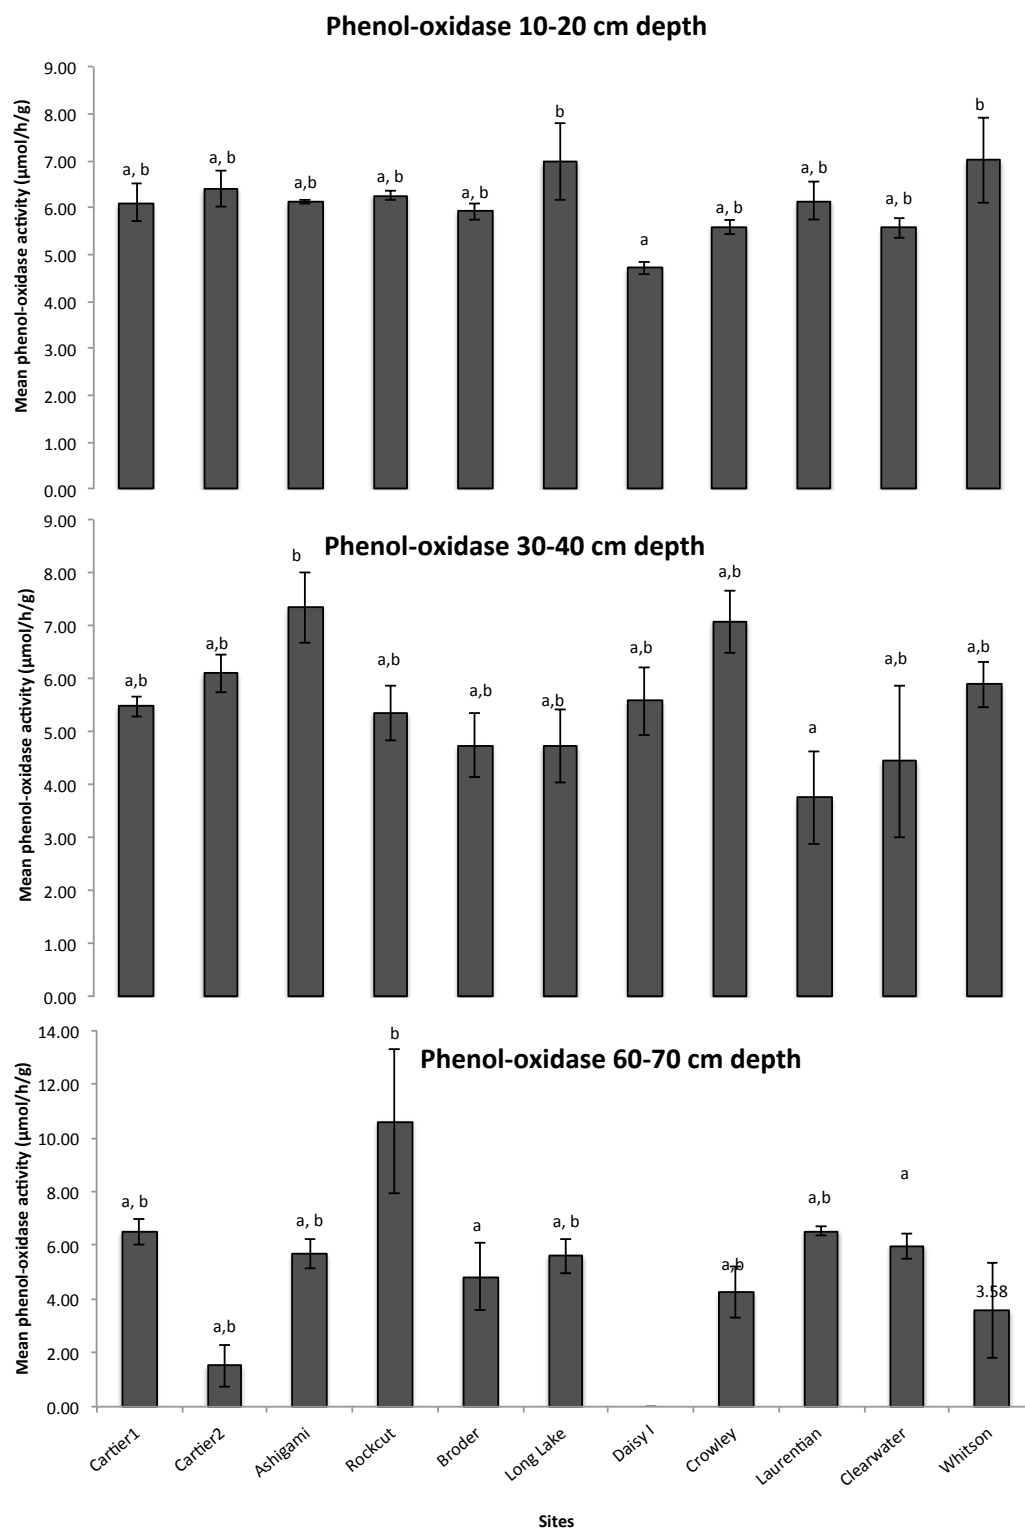 Phenol-oxidase 10-20 cm depth
Mean phenol-oxidase activity (µmol/h/g)
9.00
8.00
7.00
6.00
5.00
4.00
3.00
2.00
1.00
0.00
a, b
a, b
a,b
a, b
a, b
b
a
a, b
a, b
a, b
b
Phenol-oxidase 30-40 cm depth
Mean phenol-oxidase activity (µmol/h/g)
9.00
8.00
7.00
6.00
5.00
4.00
3.00
2.00
1.00
0.00
a,b
a,b
b
a,b
a,b
a,b
a,b
a,b
a
a,b
a,b
Phenol-oxidase 60-70 cm depth
Mean phenol-oxidase activity (µmol/h/g)
14.00
12.00
10.00
8.00
6.00
4.00
2.00
0.00
a, b
a,b
a, b
b
a
a, b
a,b
a,b
a
3.58
Cartier1
Cartier2
Ashigami
Rockcut
Broder
Long Lake
Daisy l
Crowley
Laurentian
Clearwater
Whitson
Sites